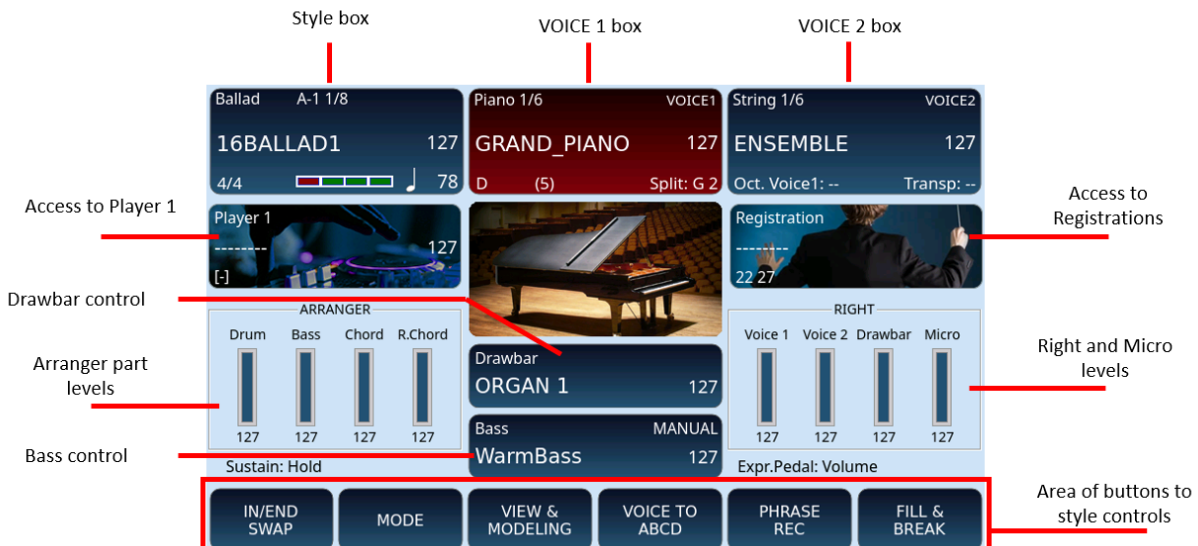 Style box
VOICE 1 box
VOICE 2 box
Ballad A-1 1/8
16BALLAD1 127
4/4 78
Piano 1/6 VOICE1
GRAND_PIANO 127
D (5) Split: G 2
String 1/6 VOICE2
ENSEMBLE 127
Oct. Voice1: -- Transp: --
Access to Player 1
Player 1
-------- 127
[-]
Registration
--------
22 27
Access to
Registrations
Drawbar control
ARRANGER
Drum Bass Chord R.Chord
127 127 127 127
Arranger part
levels
Drawbar
ORGAN 1 127
RIGHT
Voice 1 Voice 2 Drawbar Micro
127 127 127 127
Right and Micro
levels
Bass control
Bass MANUAL
WarmBass 127
Sustain: Hold
Expr.Pedal: Volume
IN/END
SWAP
MODE
VIEW &
MODELING
VOICE TO
ABCD
PHRASE
REC
FILL &
BREAK
Area of buttons to
style controls